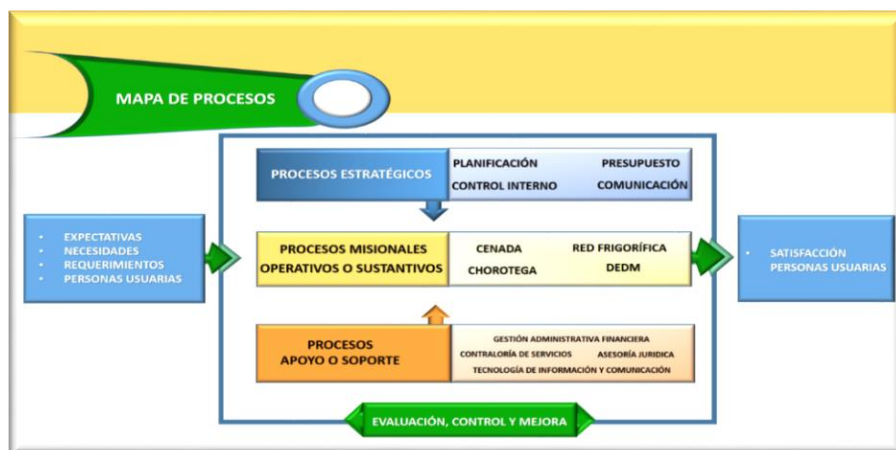 MAPA DE PROCESOS
PROCESOS ESTRATÉGICOS
PLANIFICACIÓN PRESUPUESTO
CONTROL INTERNO COMUNICACIÓN
• EXPECTATIVAS
• NECESIDADES
• REQUERIMIENTOS
• PERSONAS USUARIAS
PROCESOS MISIONALES
OPERATIVOS O SUSTANTIVOS
CENADA RED FRIGORÍFICA
CHOROTEGA DEDM
• SATISFACCIÓN
PERSONAS USUARIAS
PROCESOS
APOYO O SOPORTE
GESTIÓN ADMINISTRATIVA FINANCIERA
CONTRALORÍA DE SERVICIOS ASESORÍA JURIDICA
TECNOLOGÍA DE INFORMACIÓN Y COMUNICACIÓN
EVALUACIÓN, CONTROL Y MEJORA